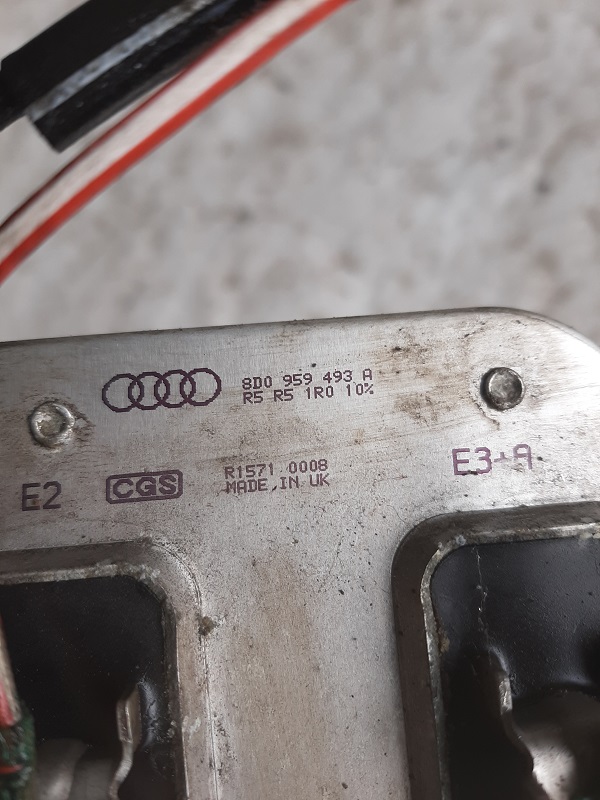 8D0 959 493 A
R5 R5 1R0 10%
R1571 0008
MADE IN UK
E2
CGS
E3-A